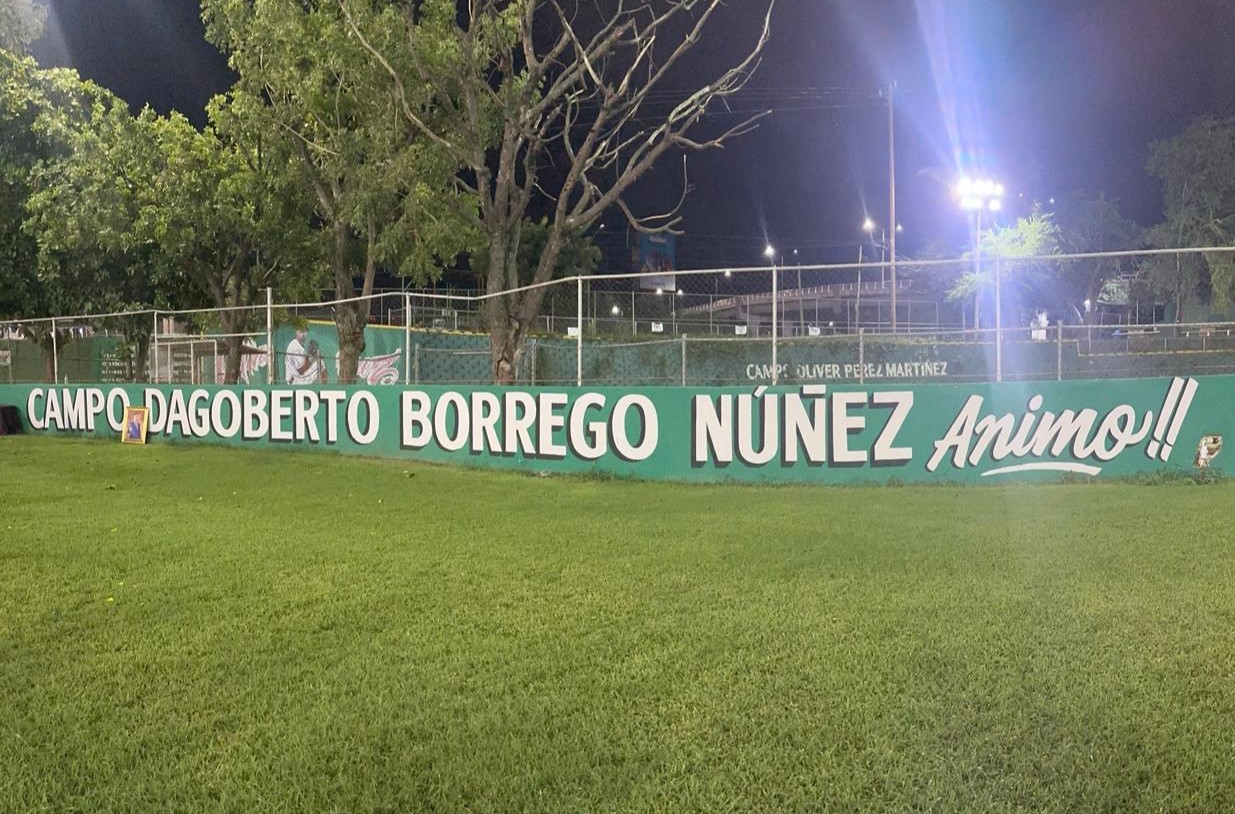 CAMPO OLIVER PEREZ MARTINEZ
CAMPO DAGOBERTO BORREGO NÚÑEZ Animo!!